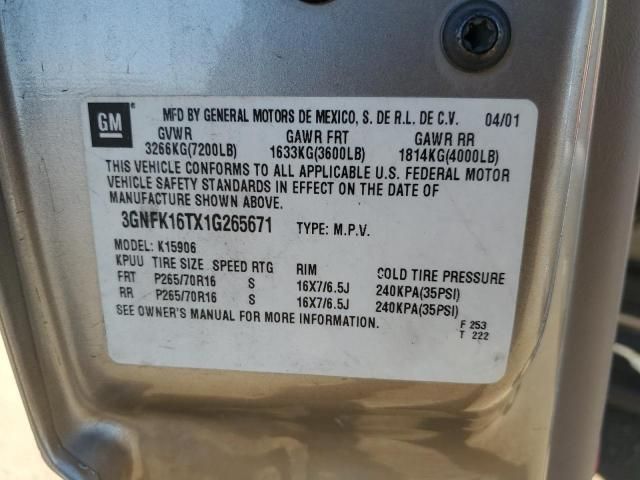 GM
MFD BY GENERAL MOTORS DE MEXICO, S. DE R.L. DE C.V. 04/01
GVWR GAWR FRT GAWR RR
3266KG(7200LB) 1633KG(3600LB) 1814KG(4000LB)
THIS VEHICLE CONFORMS TO ALL APPLICABLE U.S. FEDERAL MOTOR
VEHICLE SAFETY STANDARDS IN EFFECT ON THE DATE OF
MANUFACTURE SHOWN ABOVE.
3GNFK16TX1G265671 TYPE: M.P.V.
MODEL: K15906
KPUU TIRE SIZE SPEED RTG RIM COLD TIRE PRESSURE
FRT P265/70R16 S 16X7/6.5J 240KPA(35PSI)
RR P265/70R16 S 16X7/6.5J 240KPA(35PSI)
SEE OWNER'S MANUAL FOR MORE INFORMATION.
F 253
T 222